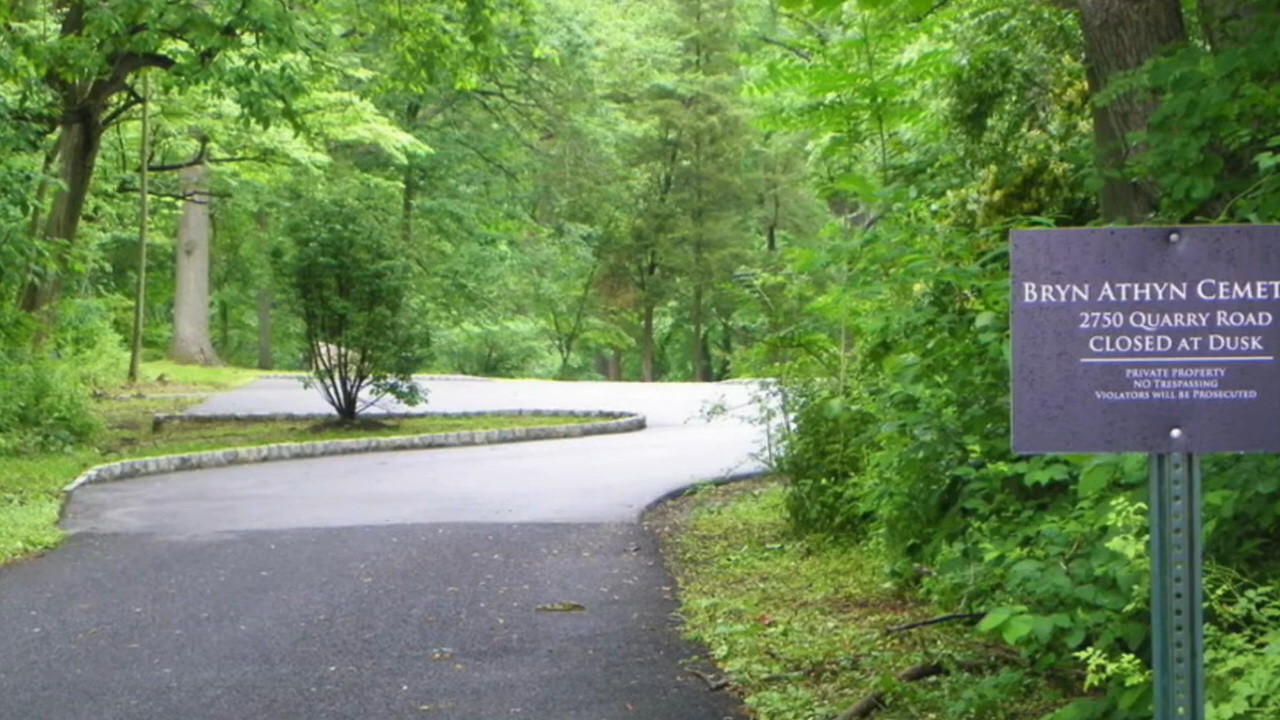 BRYN ATHYN CEMET
2750 QUARRY ROAD
CLOSED AT DUSK
PRIVATE PROPERTY
NO TRESPASSING
VIOLATORS WILL BE PROSECUTED